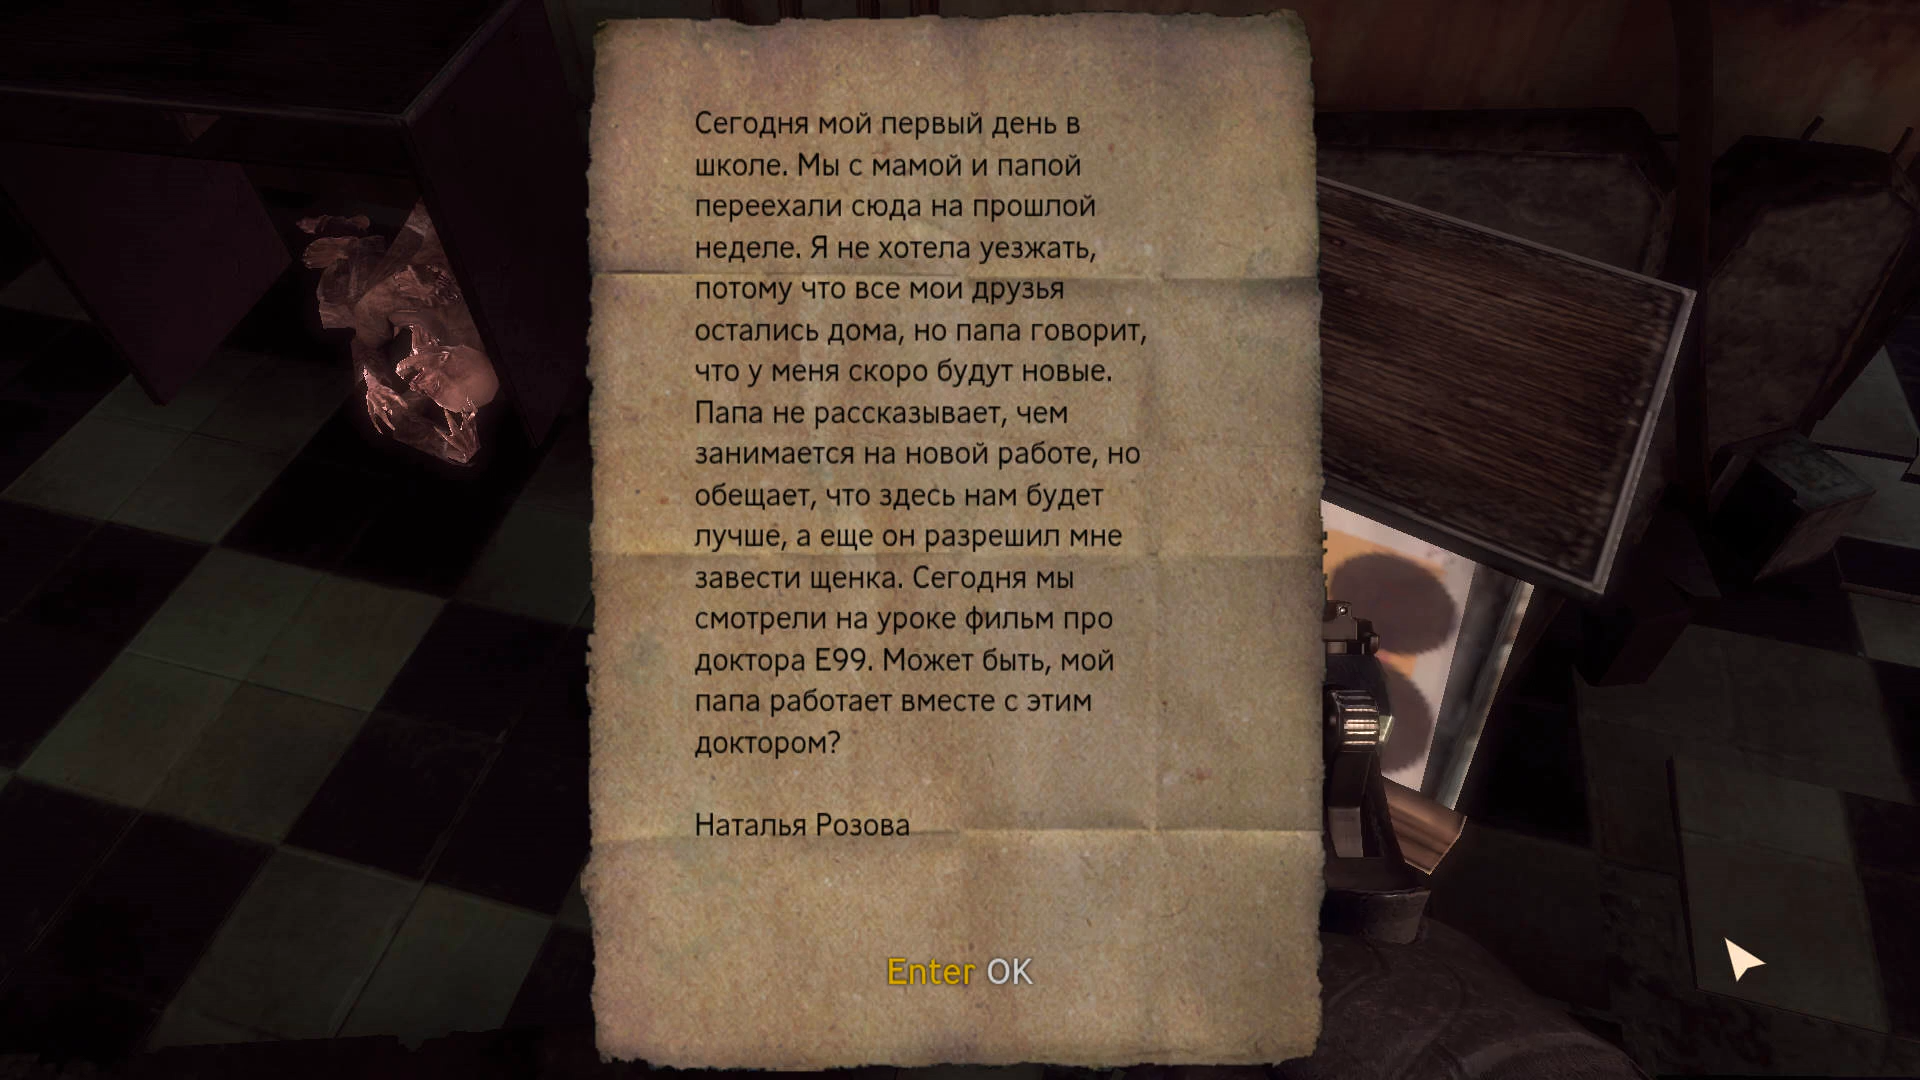 Сегодня мой первый день в
школе. Мы с мамой и папой
переехали сюда на прошлой
неделе. Я не хотела уезжать,
потому что все мои друзья
остались дома, но папа говорит,
что у меня скоро будут новые.
Папа не рассказывает, чем
занимается на новой работе, но
обещает, что здесь нам будет
лучше, а еще он разрешил мне
завести щенка. Сегодня мы
смотрели на уроке фильм про
доктора E99. Может быть, мой
папа работает вместе с этим
доктором?
Наталья Розова
Enter OK